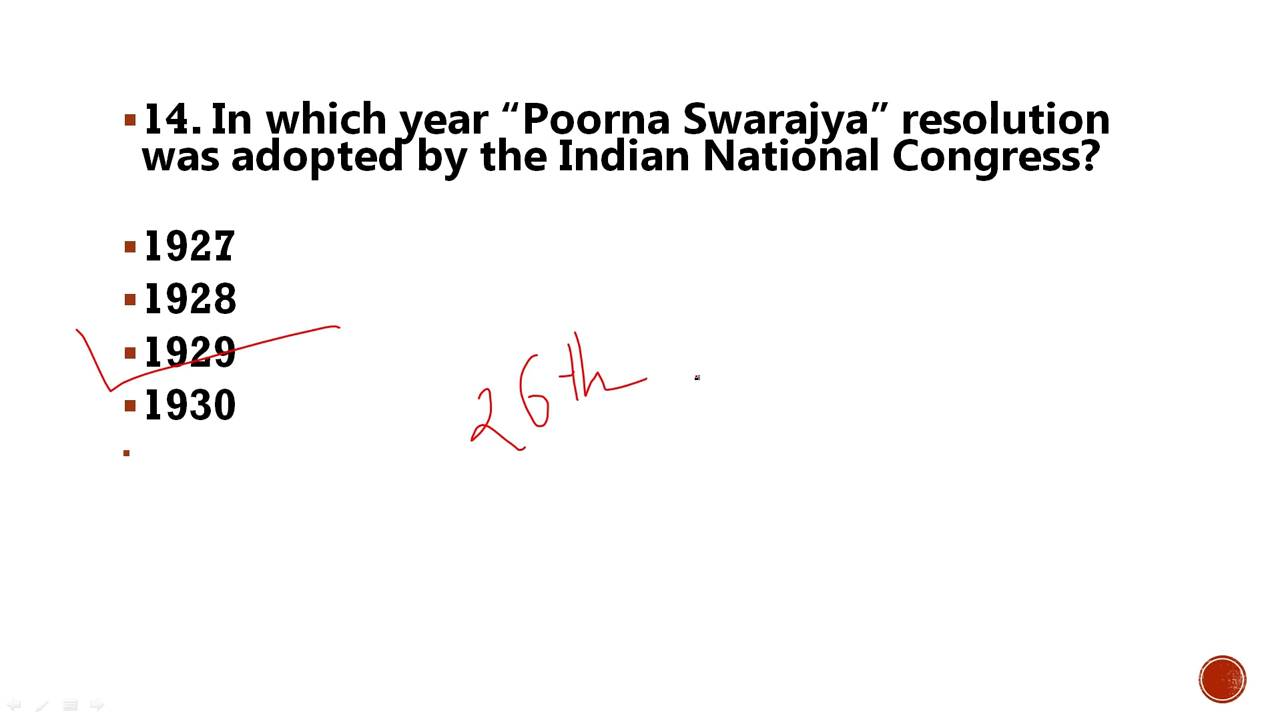 14. In which year “Poorna Swarajya” resolution
was adopted by the Indian National Congress?
1927
1928
1929
1930
26th